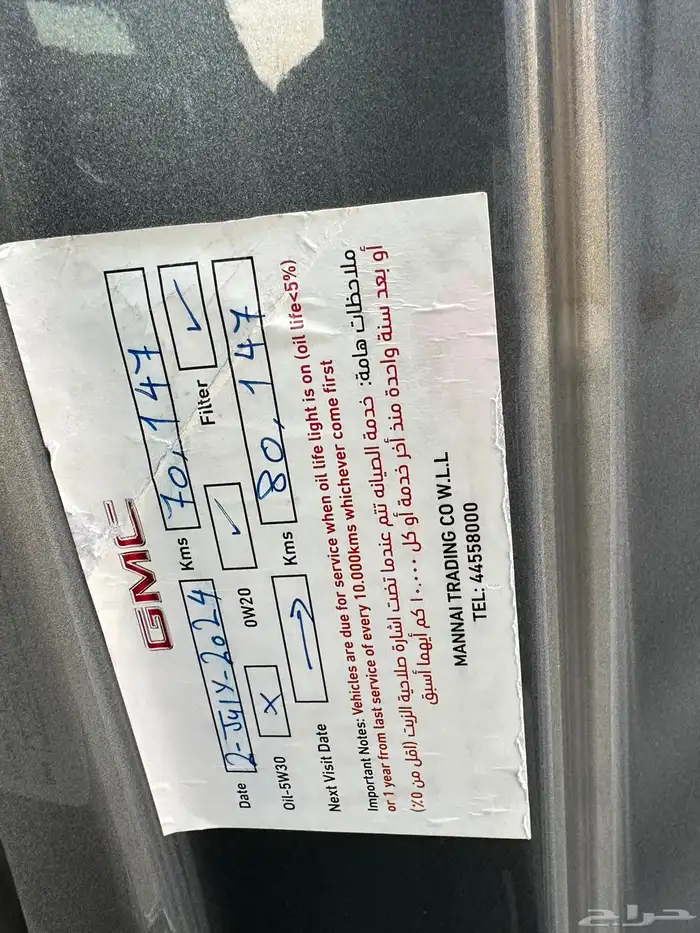 GMC
Date 2-July-2024 Kms 70,147
Oil-5W30 X 0W20 ✓ Filter ✓
Next Visit Date → Kms 80,147
Important Notes: Vehicles are due for service when oil life light is on (oil life<5%)
or 1 year from last service of every 10.000kms whichever come first
ملاحظات هامة: خدمة الصيانه تتم عندما تضئ اشارة صلاحية الزيت (اقل من ٥٪)
أو بعد سنة واحدة منذ أخر خدمة أو كل ١٠.٠٠٠ كم أيهما أسبق
MANNAI TRADING CO W.L.L
TEL: 44558000
حراج